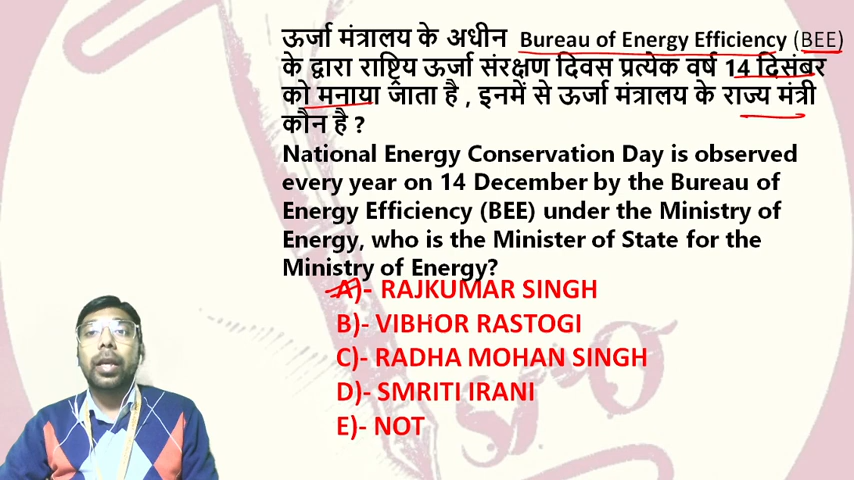 ऊर्जा मंत्रालय के अधीन Bureau of Energy Efficiency (BEE)
के द्वारा राष्ट्रिय ऊर्जा संरक्षण दिवस प्रत्येक वर्ष 14 दिसंबर
को मनाया जाता है , इनमें से ऊर्जा मंत्रालय के राज्य मंत्री
कौन है ?
National Energy Conservation Day is observed
every year on 14 December by the Bureau of
Energy Efficiency (BEE) under the Ministry of
Energy, who is the Minister of State for the
Ministry of Energy?
A)- RAJKUMAR SINGH
B)- VIBHOR RASTOGI
C)- RADHA MOHAN SINGH
D)- SMRITI IRANI
E)- NOT